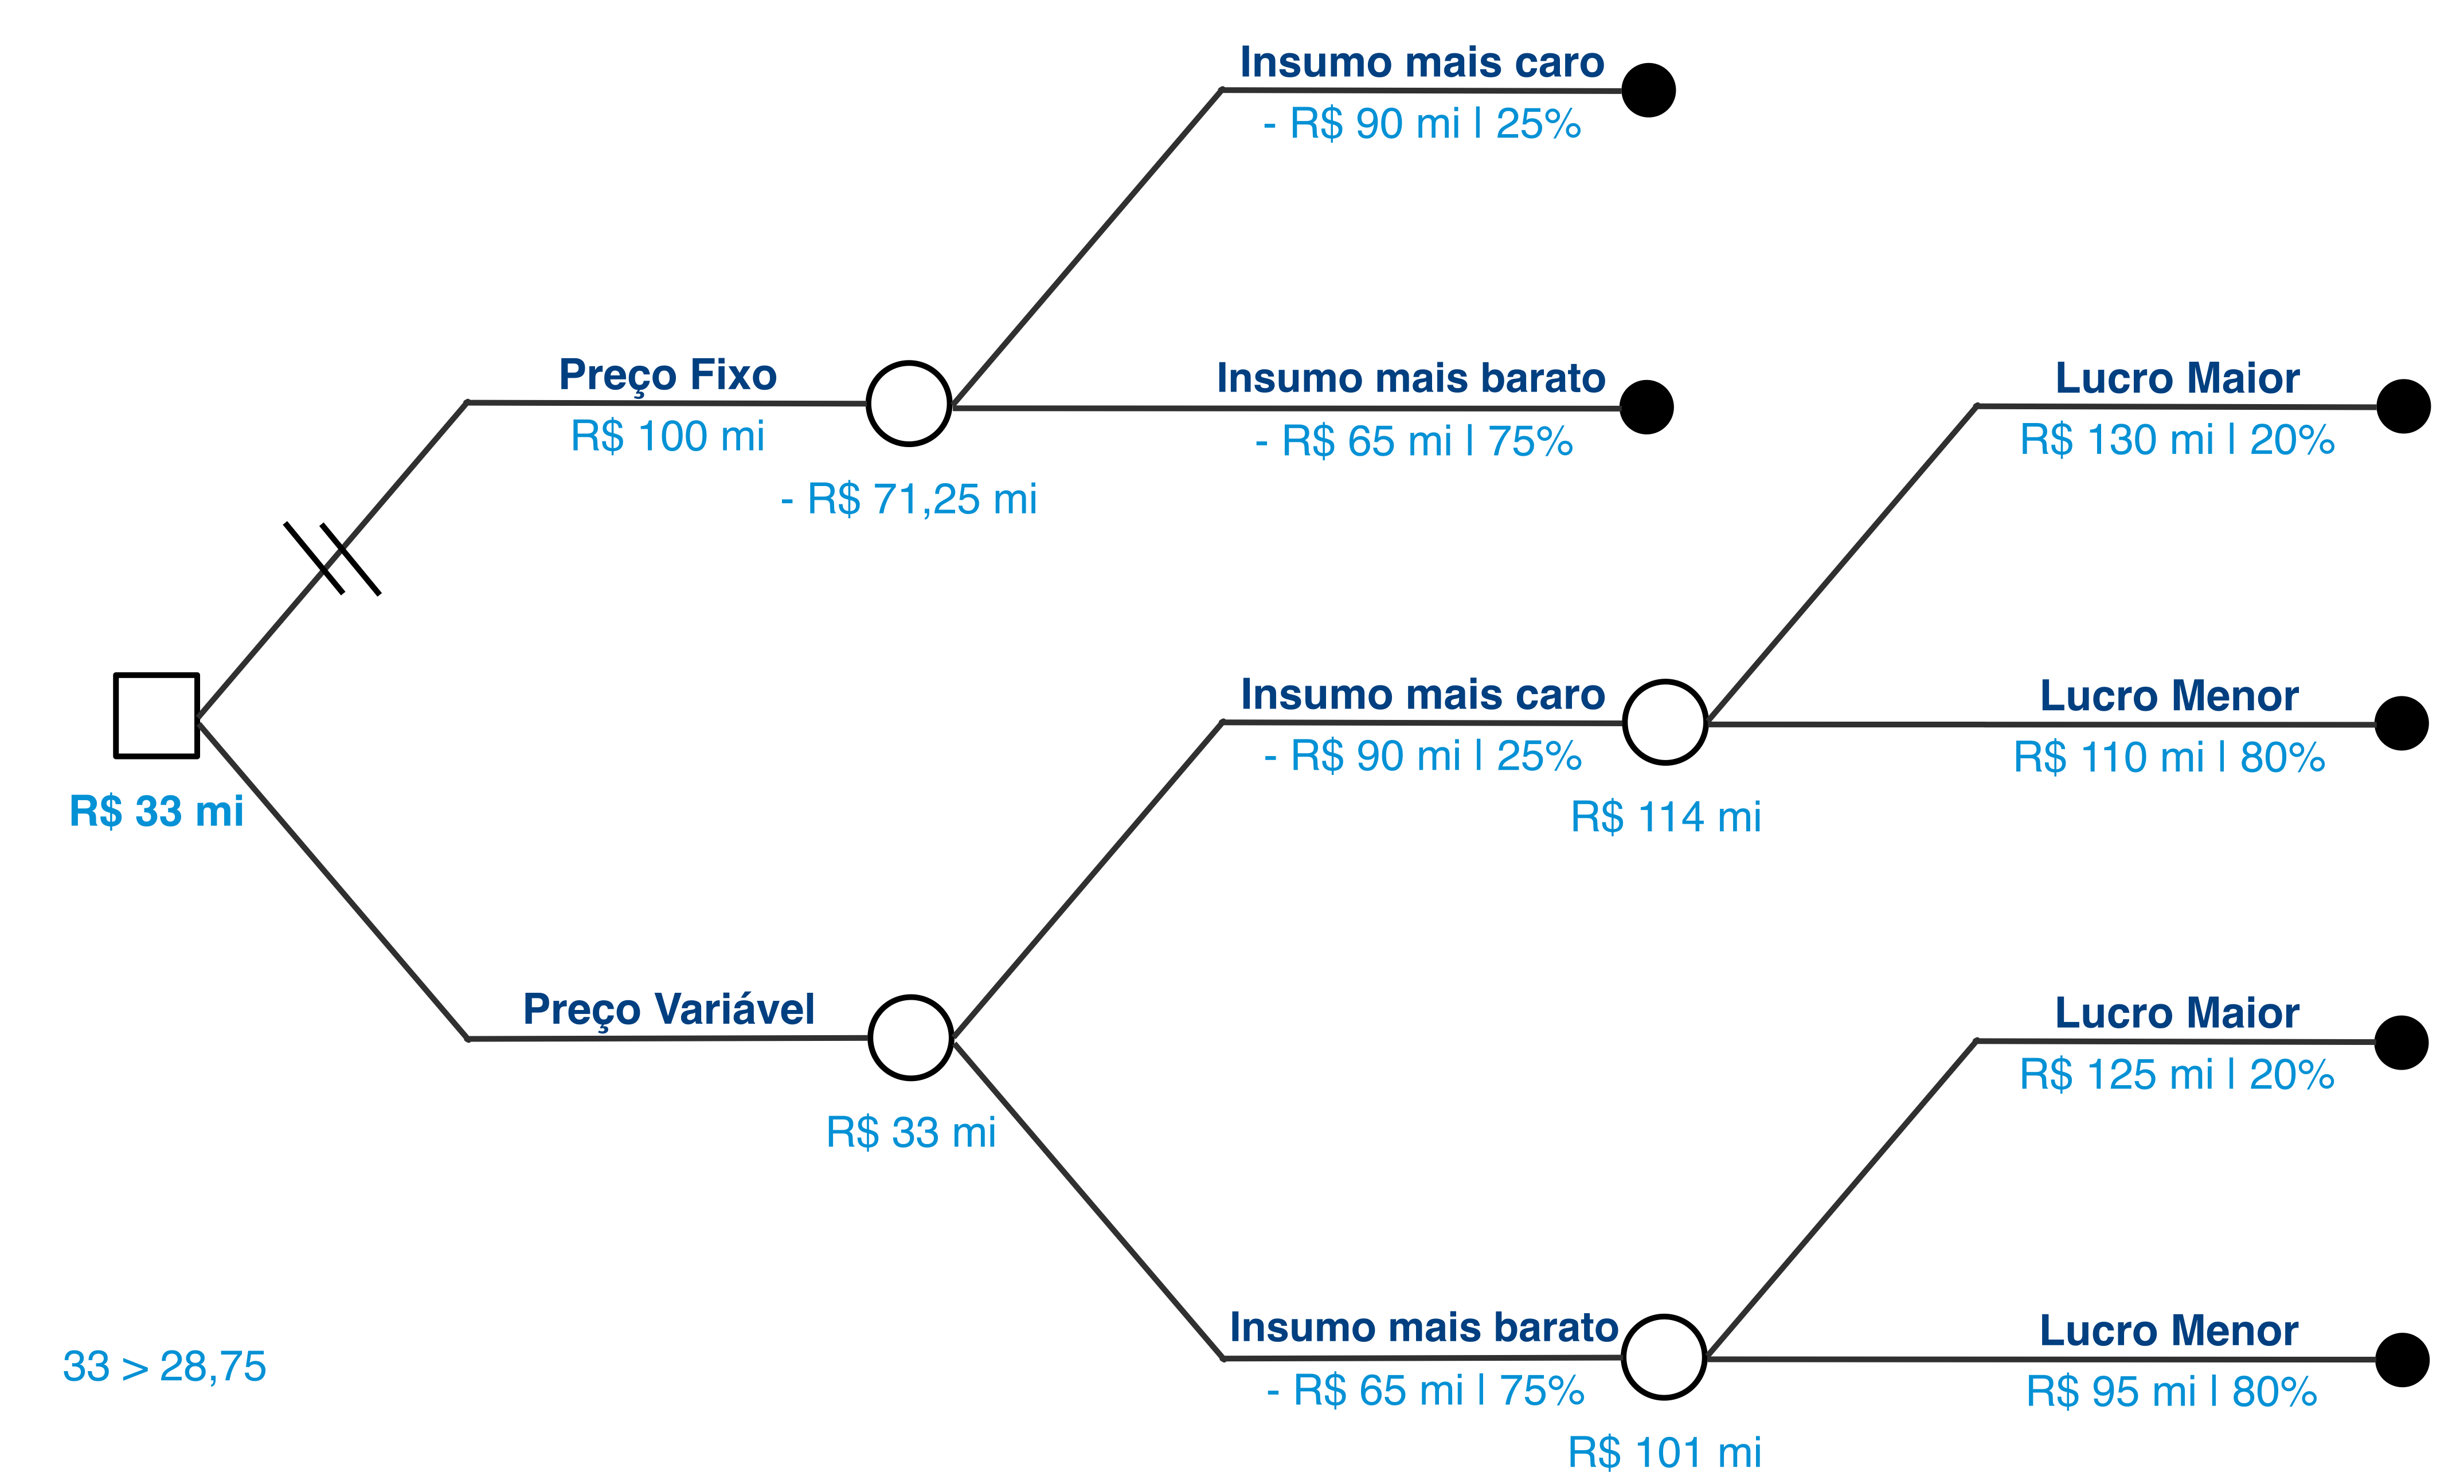 Insumo mais caro
- R$ 90 mi | 25%
Preço Fixo
R$ 100 mi
- R$ 71,25 mi
Insumo mais barato
- R$ 65 mi | 75%
Lucro Maior
R$ 130 mi | 20%
Insumo mais caro
- R$ 90 mi | 25%
R$ 114 mi
Lucro Menor
R$ 110 mi | 80%
R$ 33 mi
Preço Variável
R$ 33 mi
Lucro Maior
R$ 125 mi | 20%
Insumo mais barato
- R$ 65 mi | 75%
R$ 101 mi
Lucro Menor
R$ 95 mi | 80%
33 > 28,75